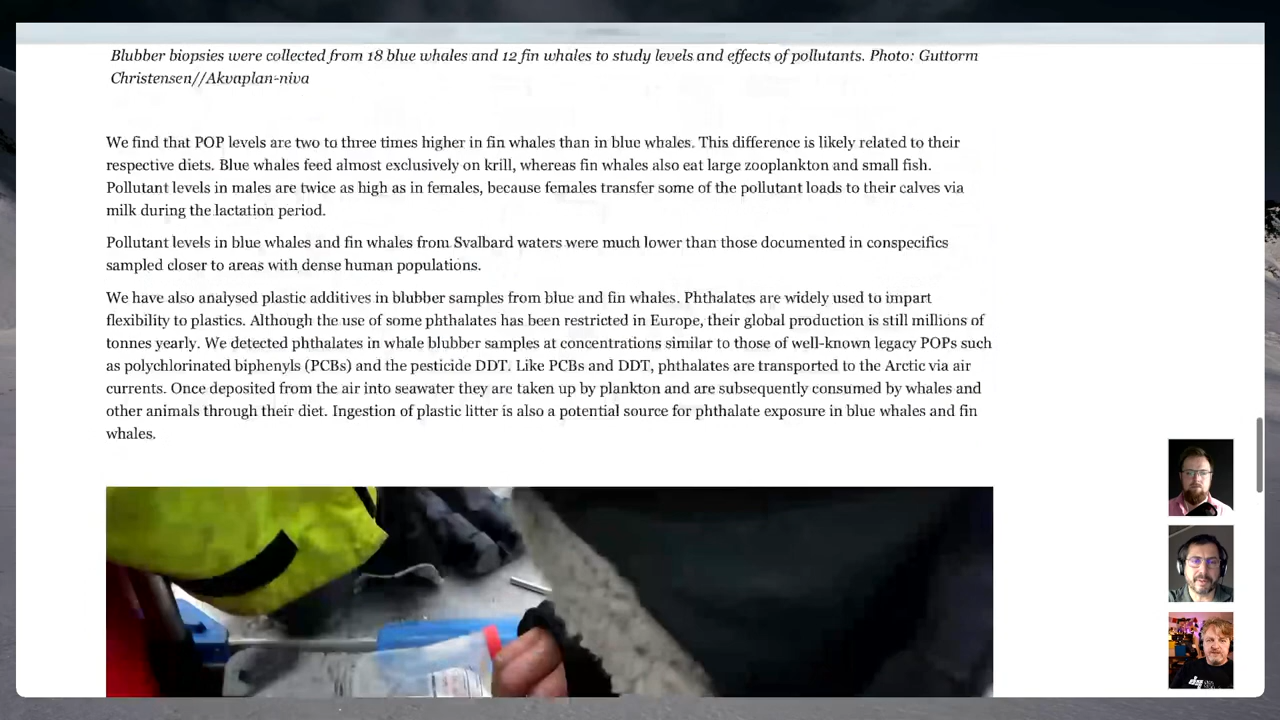 Blubber biopsies were collected from 18 blue whales and 12 fin whales to study levels and effects of pollutants. Photo: Guttorm
Christensen//Akvaplan-niva
We find that POP levels are two to three times higher in fin whales than in blue whales. This difference is likely related to their
respective diets. Blue whales feed almost exclusively on krill, whereas fin whales also eat large zooplankton and small fish.
Pollutant levels in males are twice as high as in females, because females transfer some of the pollutant loads to their calves via
milk during the lactation period.
Pollutant levels in blue whales and fin whales from Svalbard waters were much lower than those documented in conspecifics
sampled closer to areas with dense human populations.
We have also analysed plastic additives in blubber samples from blue and fin whales. Phthalates are widely used to impart
flexibility to plastics. Although the use of some phthalates has been restricted in Europe, their global production is still millions of
tonnes yearly. We detected phthalates in whale blubber samples at concentrations similar to those of well-known legacy POPs such
as polychlorinated biphenyls (PCBs) and the pesticide DDT. Like PCBs and DDT, phthalates are transported to the Arctic via air
currents. Once deposited from the air into seawater they are taken up by plankton and are subsequently consumed by whales and
other animals through their diet. Ingestion of plastic litter is also a potential source for phthalate exposure in blue whales and fin
whales.